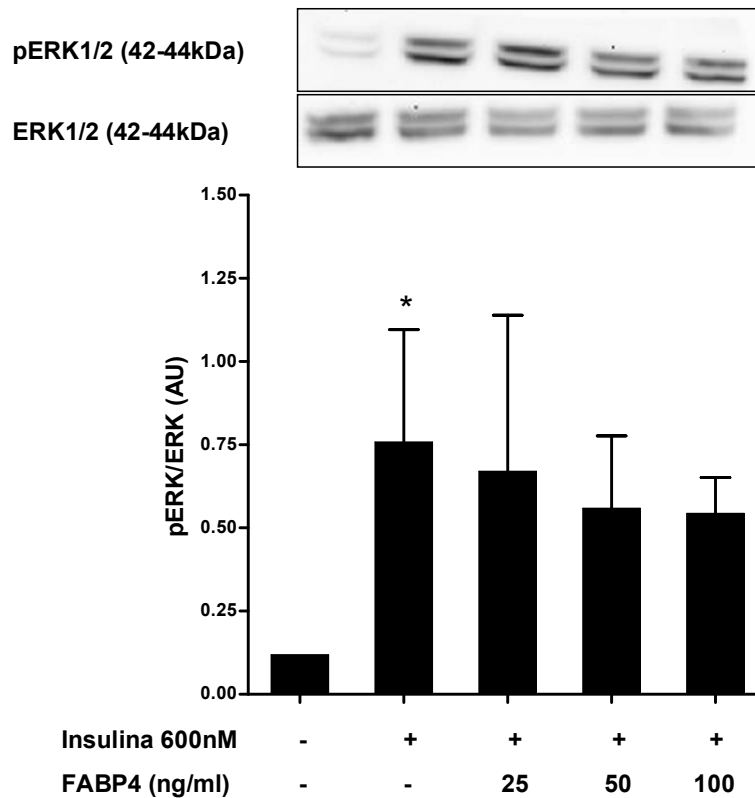 pERK1/2 (42-44kDa)
ERK1/2 (42-44kDa)
pERK/ERK (AU)
1.50
1.25
*
1.00
0.75
0.50
0.25
0.00
Insulina 600nM - + + + +
FABP4 (ng/ml) - - 25 50 100